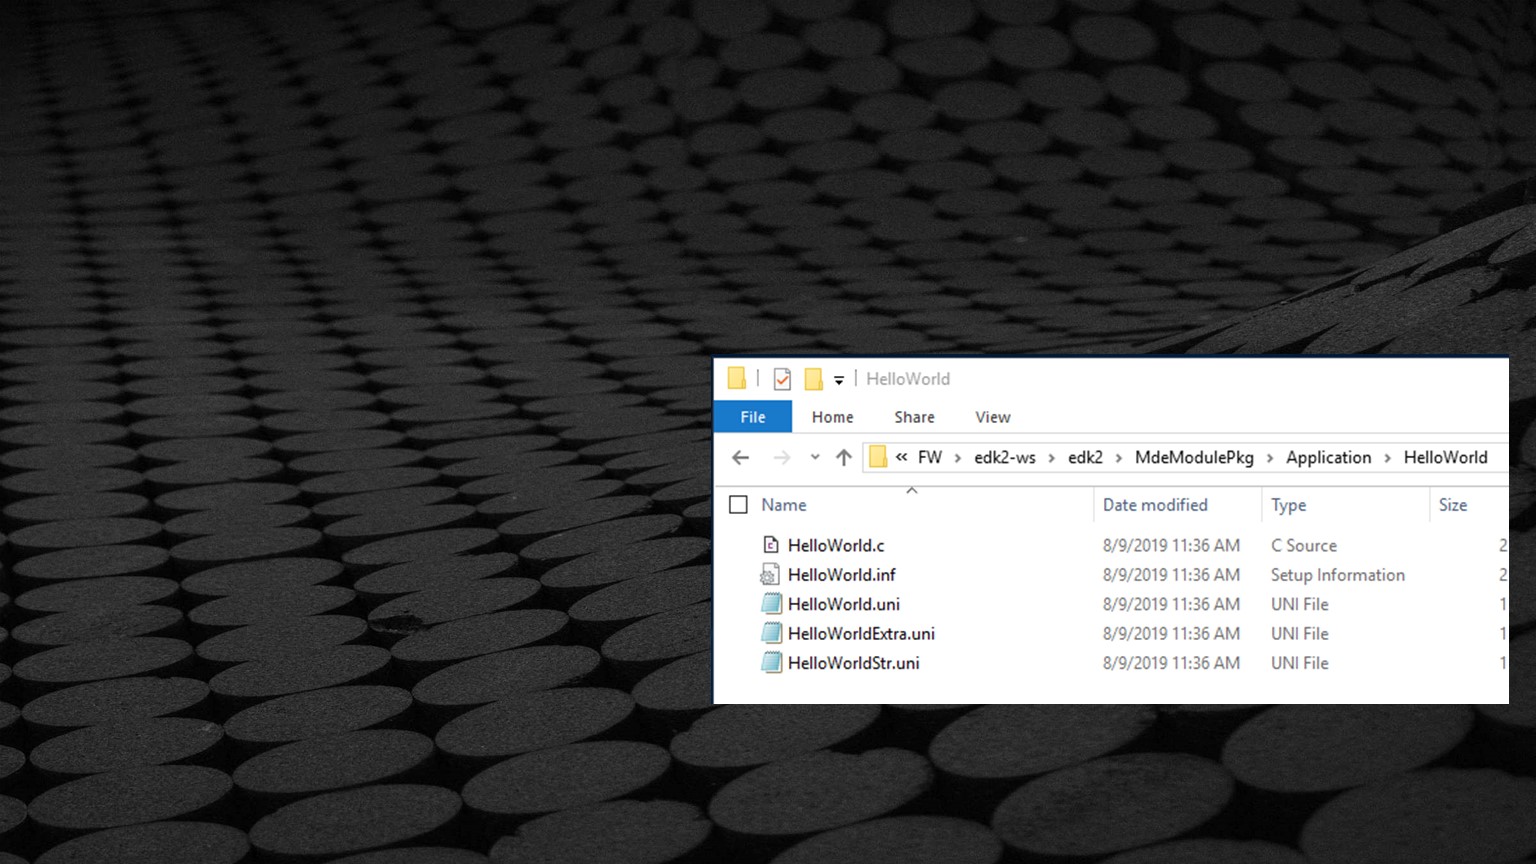 HelloWorld
File Home Share View
« FW > edk2-ws > edk2 > MdeModulePkg > Application > HelloWorld
Name Date modified Type Size
HelloWorld.c 8/9/2019 11:36 AM C Source 2
HelloWorld.inf 8/9/2019 11:36 AM Setup Information 2
HelloWorld.uni 8/9/2019 11:36 AM UNI File 1
HelloWorldExtra.uni 8/9/2019 11:36 AM UNI File 1
HelloWorldStr.uni 8/9/2019 11:36 AM UNI File 1